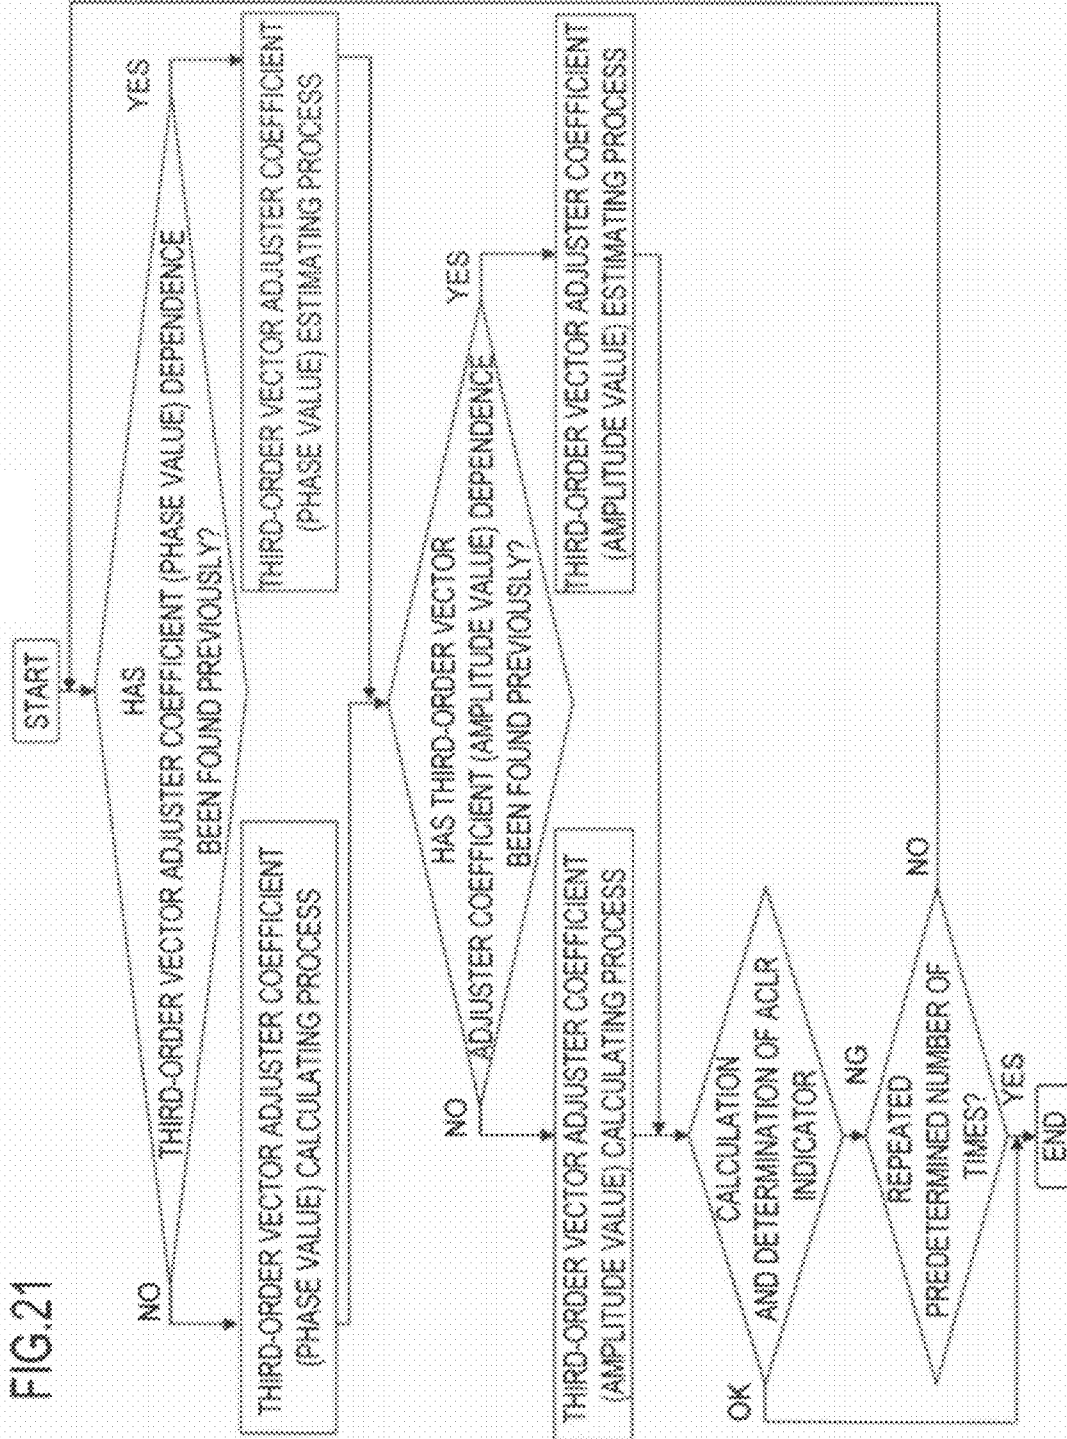 FIG.21
START
HAS
THIRD-ORDER VECTOR ADJUSTER COEFFICIENT (PHASE VALUE) DEPENDENCE
BEEN FOUND PREVIOUSLY?
NO
YES
THIRD-ORDER VECTOR ADJUSTER COEFFICIENT
(PHASE VALUE) CALCULATING PROCESS
THIRD-ORDER VECTOR ADJUSTER COEFFICIENT
(PHASE VALUE) ESTIMATING PROCESS
HAS THIRD-ORDER VECTOR
ADJUSTER COEFFICIENT (AMPLITUDE VALUE) DEPENDENCE
BEEN FOUND PREVIOUSLY?
NO
YES
THIRD-ORDER VECTOR ADJUSTER COEFFICIENT
(AMPLITUDE VALUE) CALCULATING PROCESS
THIRD-ORDER VECTOR ADJUSTER COEFFICIENT
(AMPLITUDE VALUE) ESTIMATING PROCESS
CALCULATION
AND DETERMINATION OF ACLR
INDICATOR
OK
NG
REPEATED
PREDETERMINED NUMBER OF
TIMES?
NO
YES
END